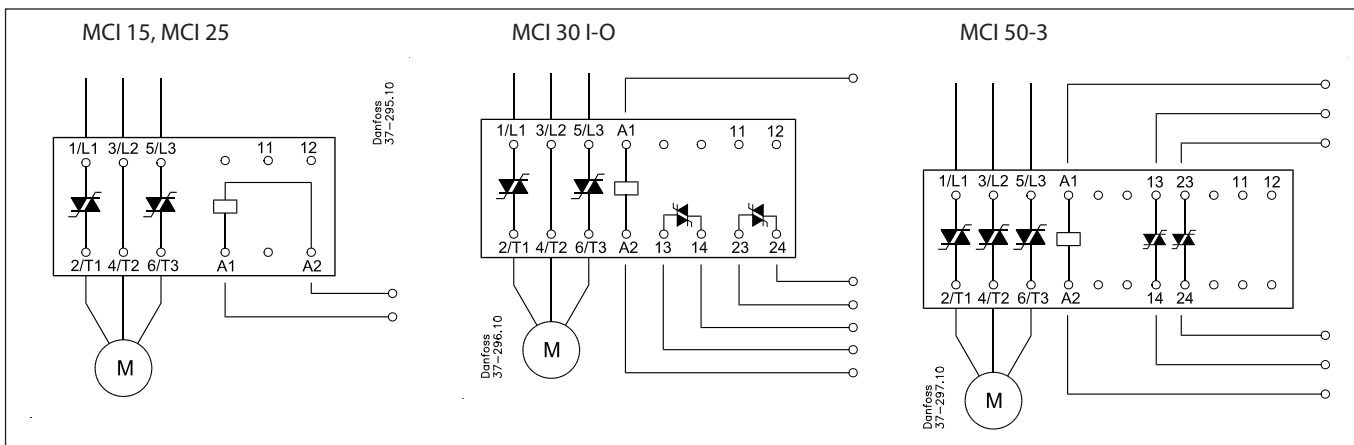 MCI 15, MCI 25
Danfoss
37-295.10
1/L1 3/L2 5/L3 11 12
2/T1 4/T2 6/T3 A1 A2
M
MCI 30 I-O
1/L1 3/L2 5/L3 A1 11 12
2/T1 4/T2 6/T3 A2 13 14 23 24
Danfoss
37-296.10
M
MCI 50-3
1/L1 3/L2 5/L3 A1 13 23 11 12
2/T1 4/T2 6/T3 A2 14 24
Danfoss
37-297.10
M